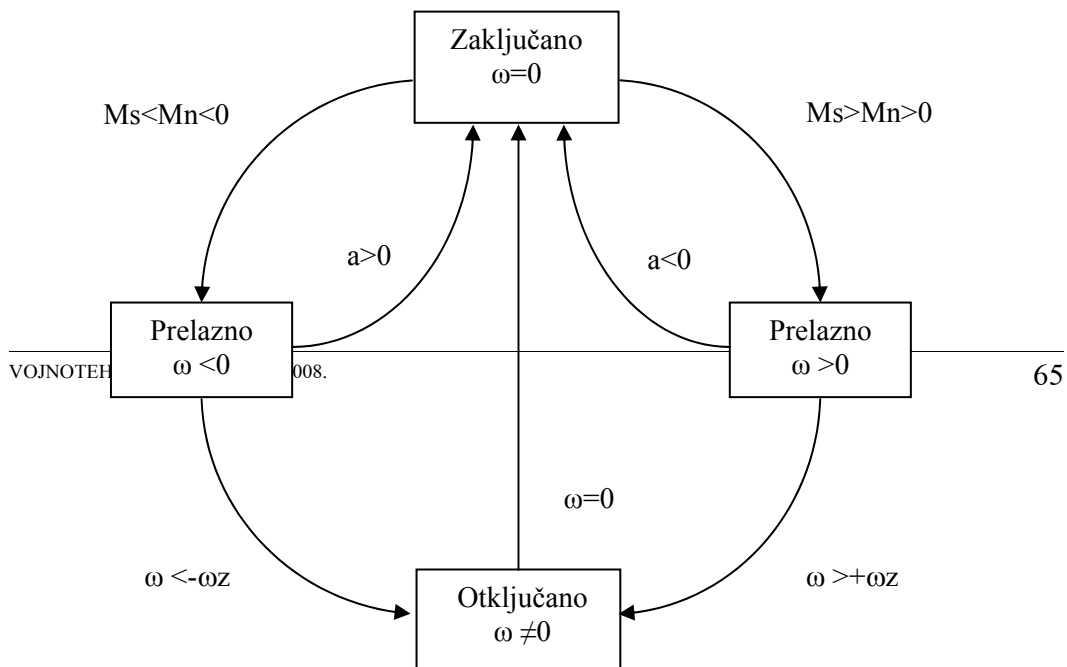 Zaključano
ω=0
Ms<Mn<0
Ms>Mn>0
a>0
a<0
Prelazno
ω <0
Prelazno
ω >0
VOJNOTEH
008.
65
ω=0
ω <-ωz
ω >+ωz
Otključano
ω ≠0